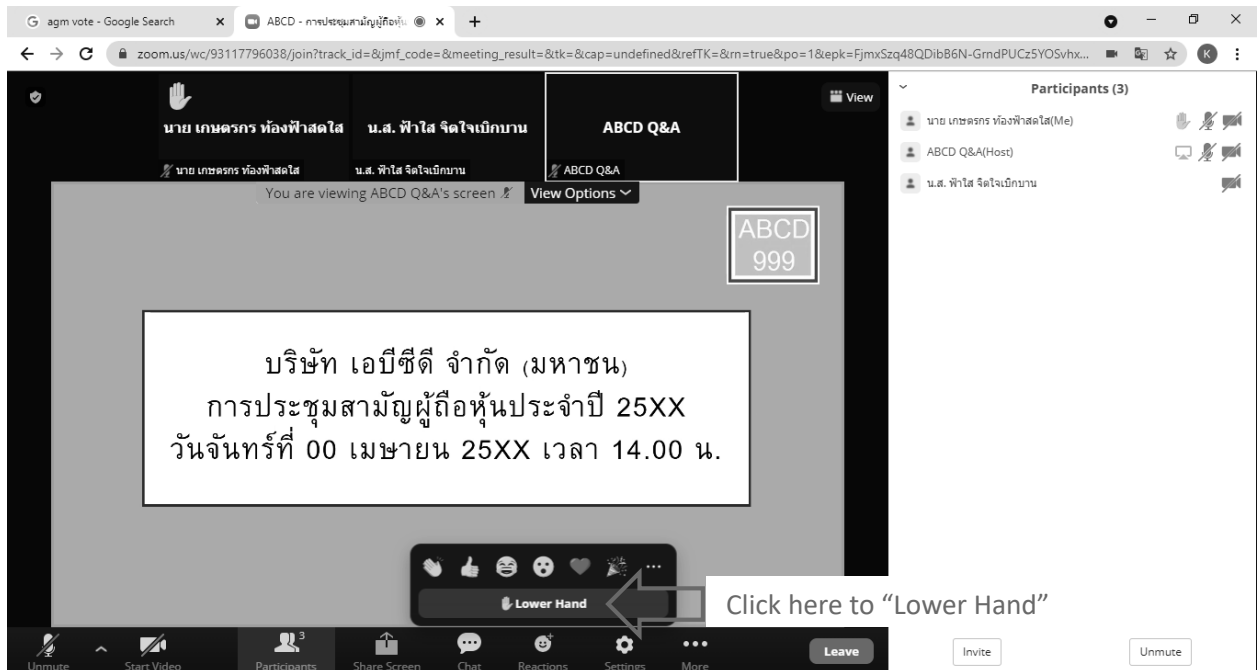 agm vote - Google Search
ABCD - การประชุมสามัญผู้ถือหุ้น
zoom.us/wc/93117796038/join?track_id=&jmf_code=&meeting_result=&tk=&cap=undefined&refTK=&rn=true&po=1&epk=FjmxSzq48QDibB6N-GrndPUCz5YOSvhx...
K
นาย เกษตรกร ท้องฟ้าสดใส
น.ส. ฟ้าใส จิตใจเบิกบาน
ABCD Q&A
View
นาย เกษตรกร ท้องฟ้าสดใส
น.ส. ฟ้าใส จิตใจเบิกบาน
ABCD Q&A
You are viewing ABCD Q&A's screen
View Options
Participants (3)
นาย เกษตรกร ท้องฟ้าสดใส(Me)
ABCD Q&A(Host)
น.ส. ฟ้าใส จิตใจเบิกบาน
ABCD
999
บริษัท เอบีซีดี จำกัด (มหาชน)
การประชุมสามัญผู้ถือหุ้นประจำปี 25XX
วันจันทร์ที่ 00 เมษายน 25XX เวลา 14.00 น.
Lower Hand
Click here to “Lower Hand”
Unmute
Start Video
Participants
3
Share Screen
Chat
Reactions
Settings
More
Leave
Invite
Unmute